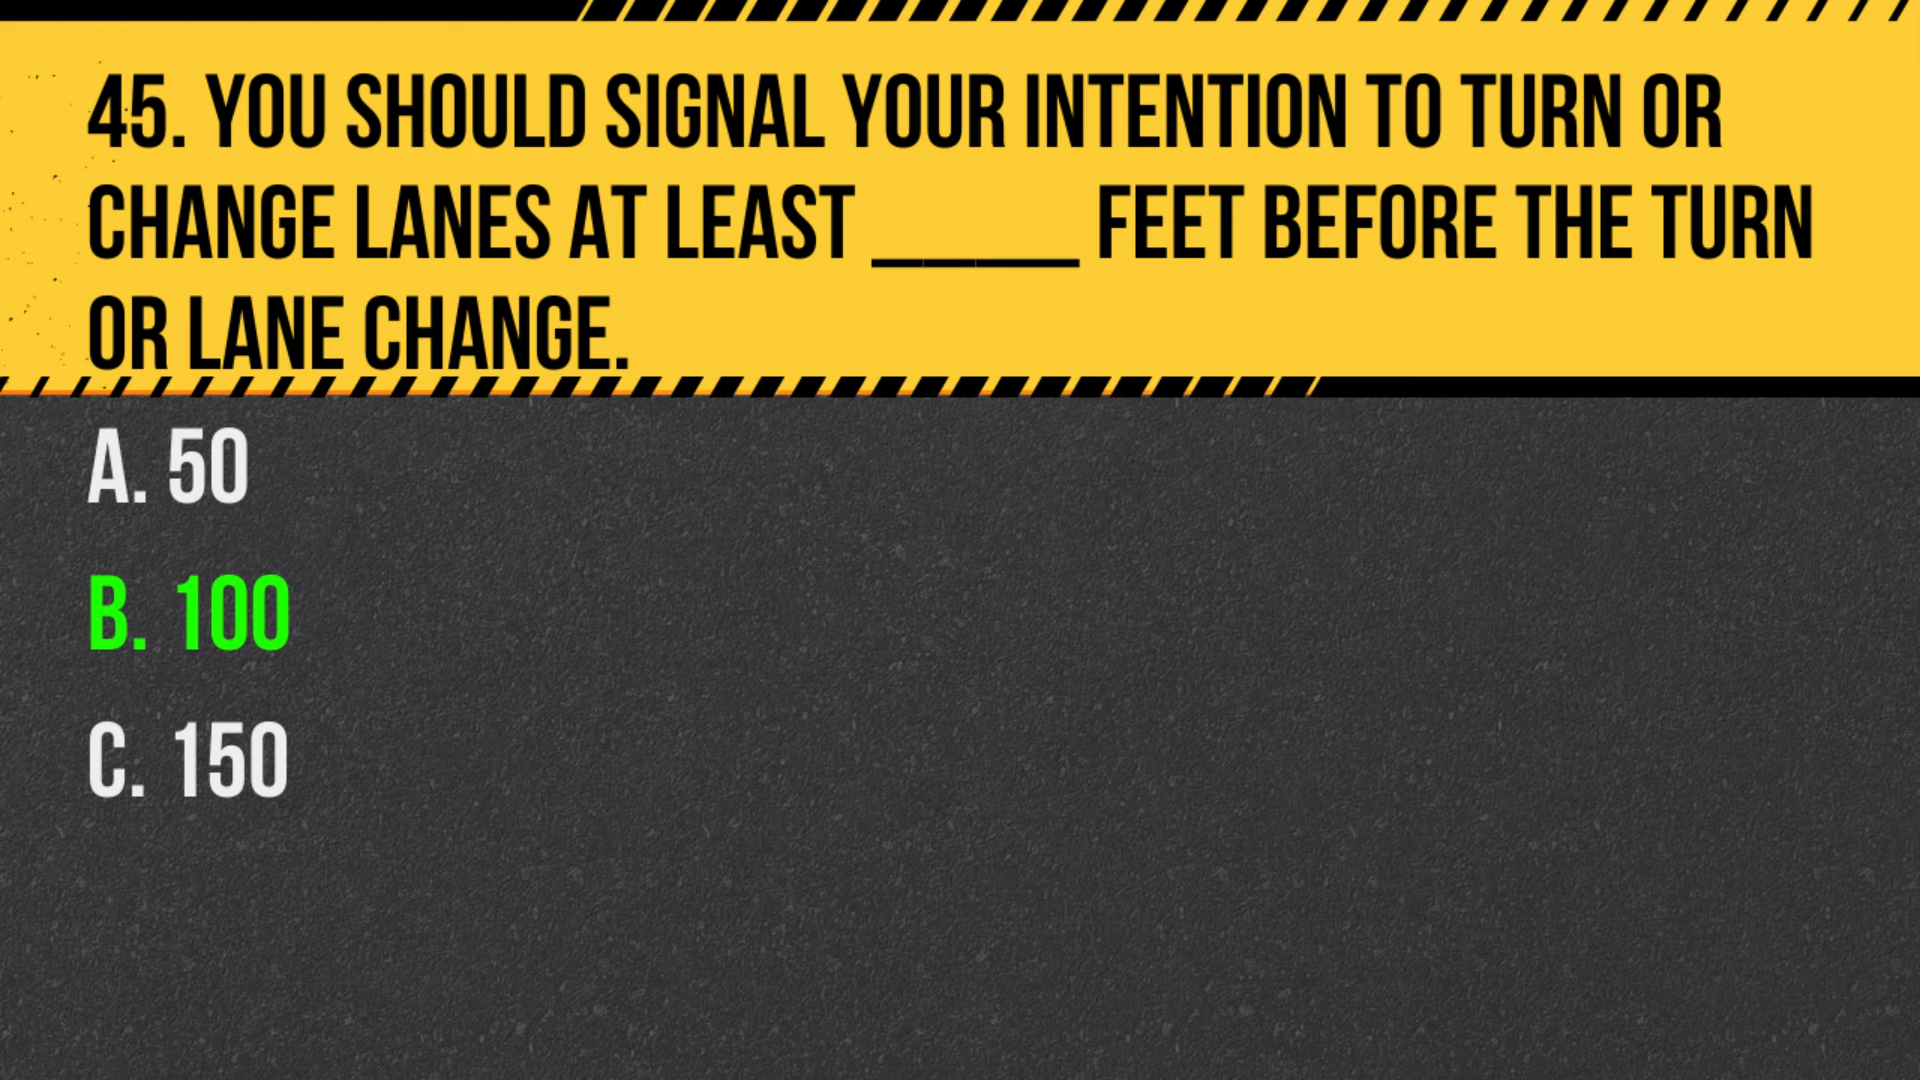 45. YOU SHOULD SIGNAL YOUR INTENTION TO TURN OR
CHANGE LANES AT LEAST ____ FEET BEFORE THE TURN
OR LANE CHANGE.
A. 50
B. 100
C. 150